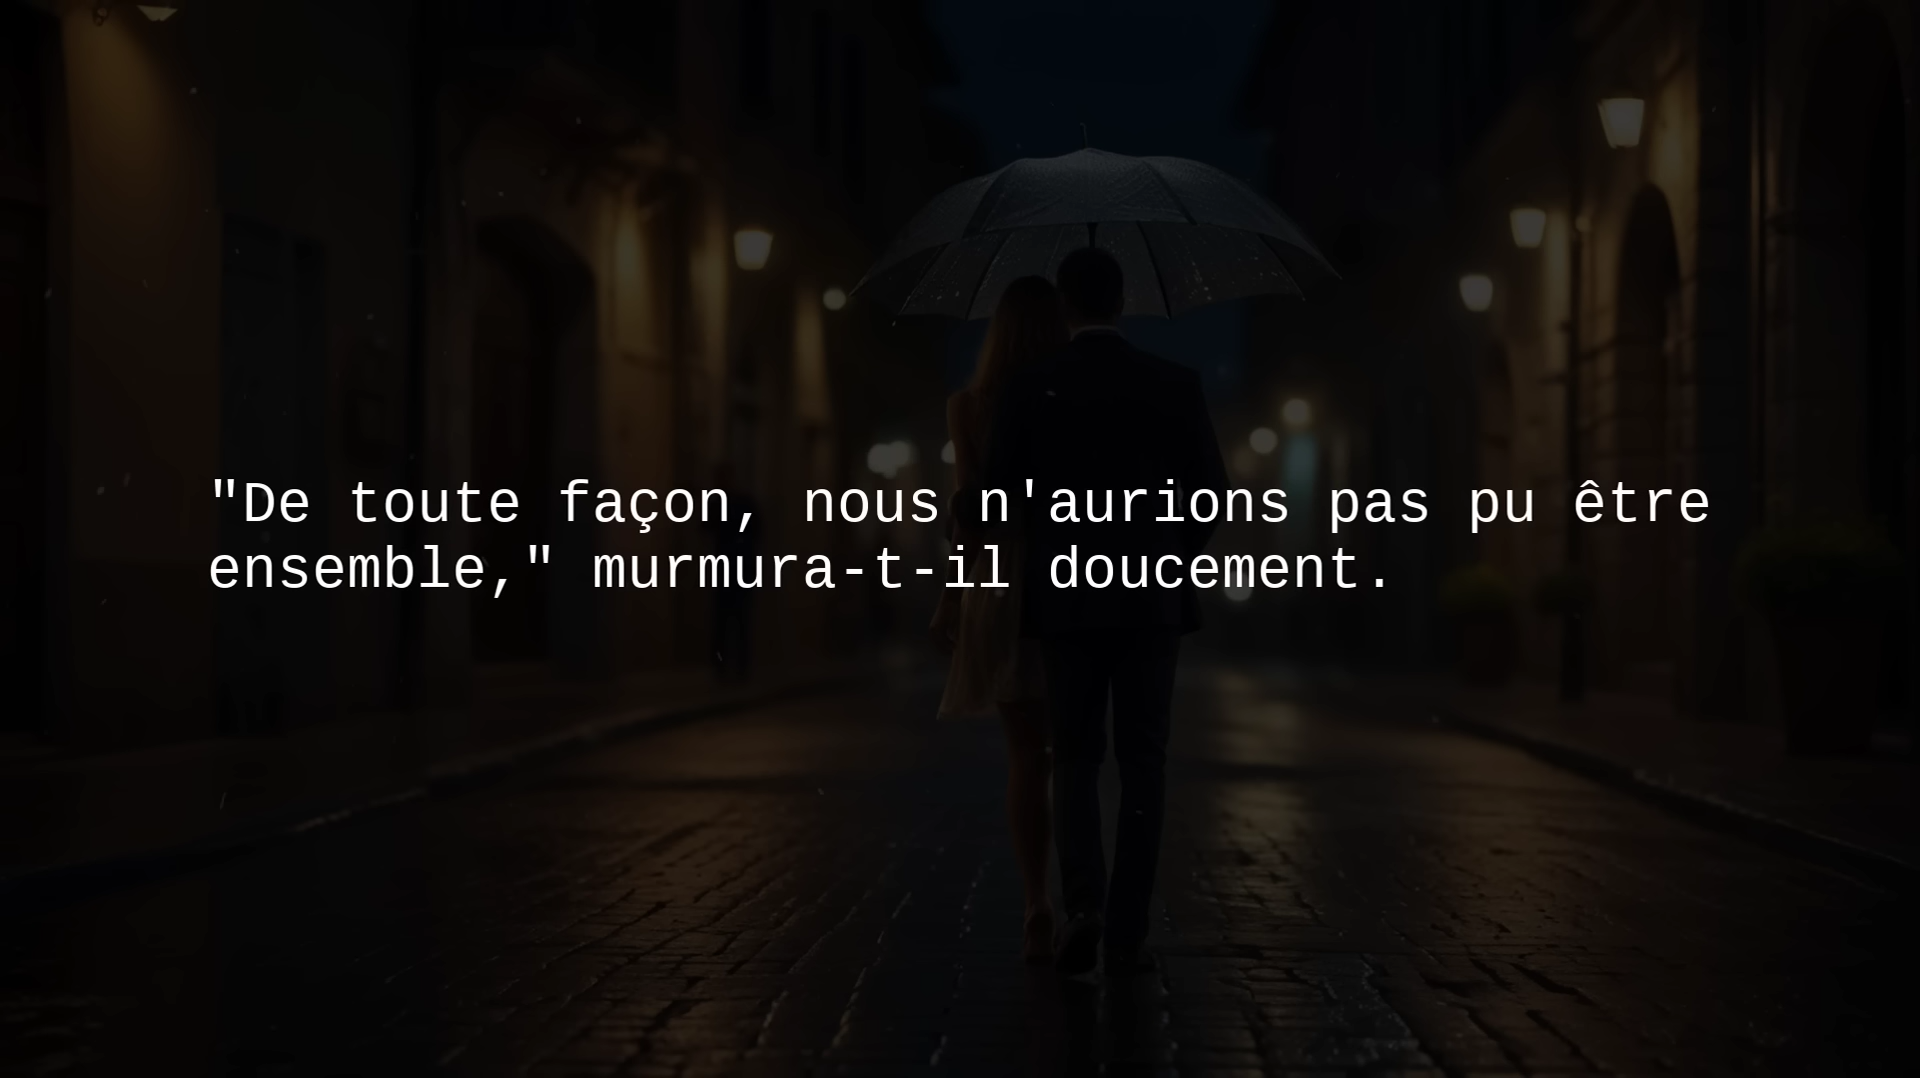 "De toute façon, nous n'aurions pas pu être
ensemble," murmura-t-il doucement.